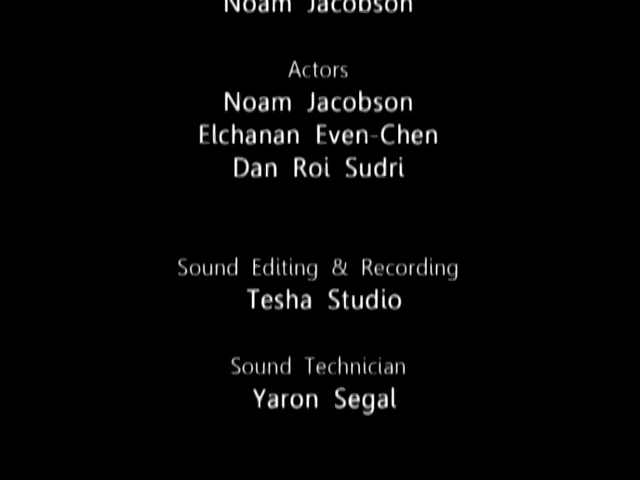 Noam Jacobson
Actors
Noam Jacobson
Elchanan Even-Chen
Dan Roi Sudri
Sound Editing & Recording
Tesha Studio
Sound Technician
Yaron Segal